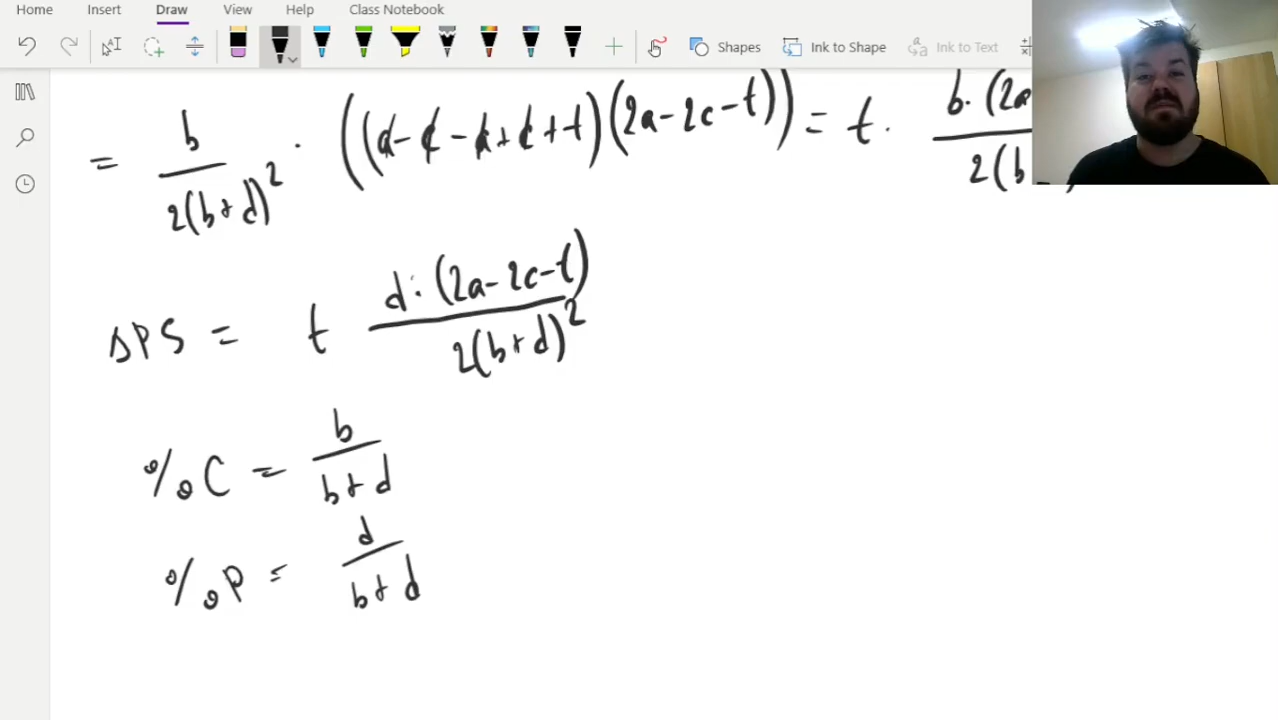 Home Insert Draw View Help Class Notebook
Shapes Ink to Shape Ink to Text
= b / 2(b+d)² · ((a-c-a+c+t)(2a-2c-t)) = t · b·(2a / 2(b
ΔPS = t d·(2a-2c-t) / 2(b+d)²
%C = b / b+d
%P = d / b+d